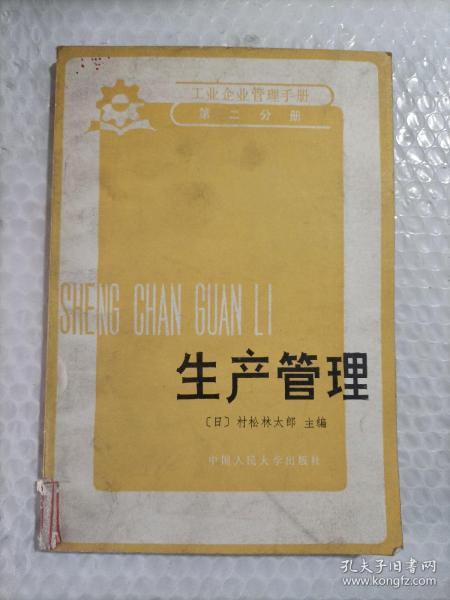 工业企业管理手册
第二分册
SHENG CHAN GUAN LI
生产管理
〔日〕村松林太郎 主编
中国人民大学出版社
孔夫子旧书网
www.kongfz.com